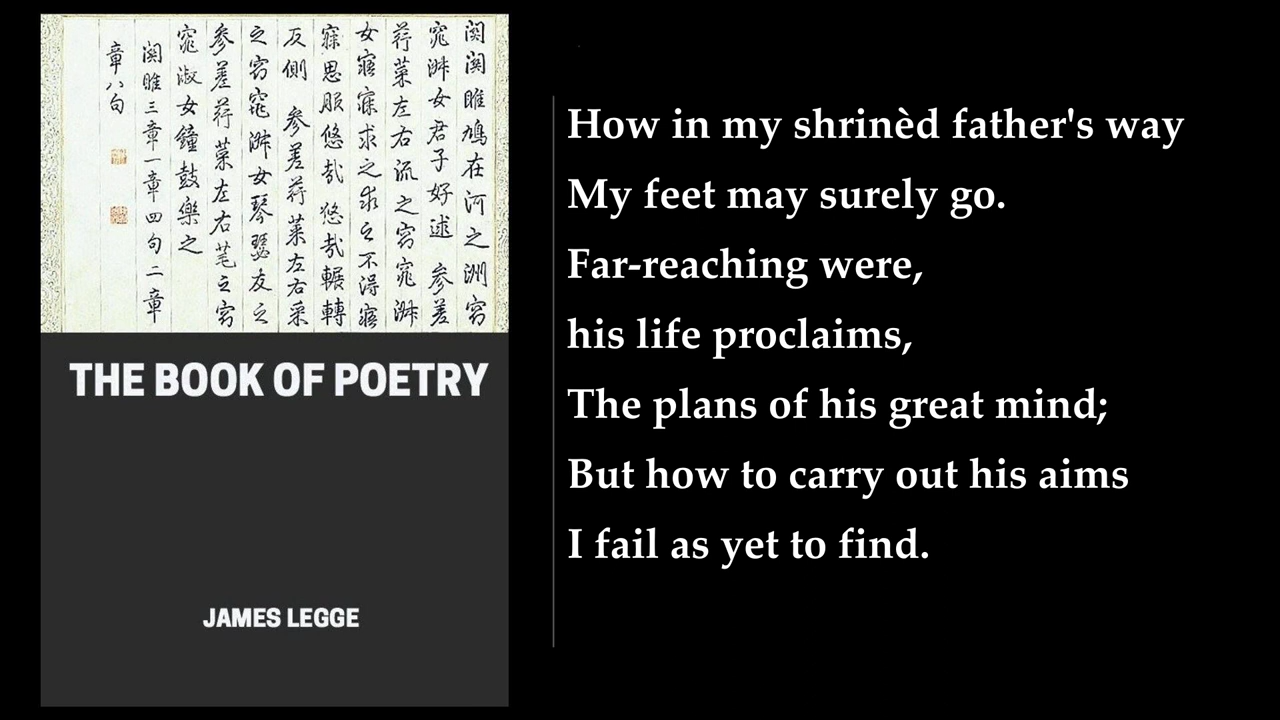 關關雎鳩在河之洲窈
窕淑女君子好逑 參差
荇菜左右流之窈窕淑
女寤寐求之求之不得寤
寐思服悠哉悠哉輾轉
反側 參差荇菜左右采
之窈窕淑女琴瑟友之
參差荇菜左右芼之窈
窕淑女鐘鼓樂之
關雎三章一章四句二章
章八句
THE BOOK OF POETRY
JAMES LEGGE
How in my shrinèd father's way
My feet may surely go.
Far-reaching were,
his life proclaims,
The plans of his great mind;
But how to carry out his aims
I fail as yet to find.